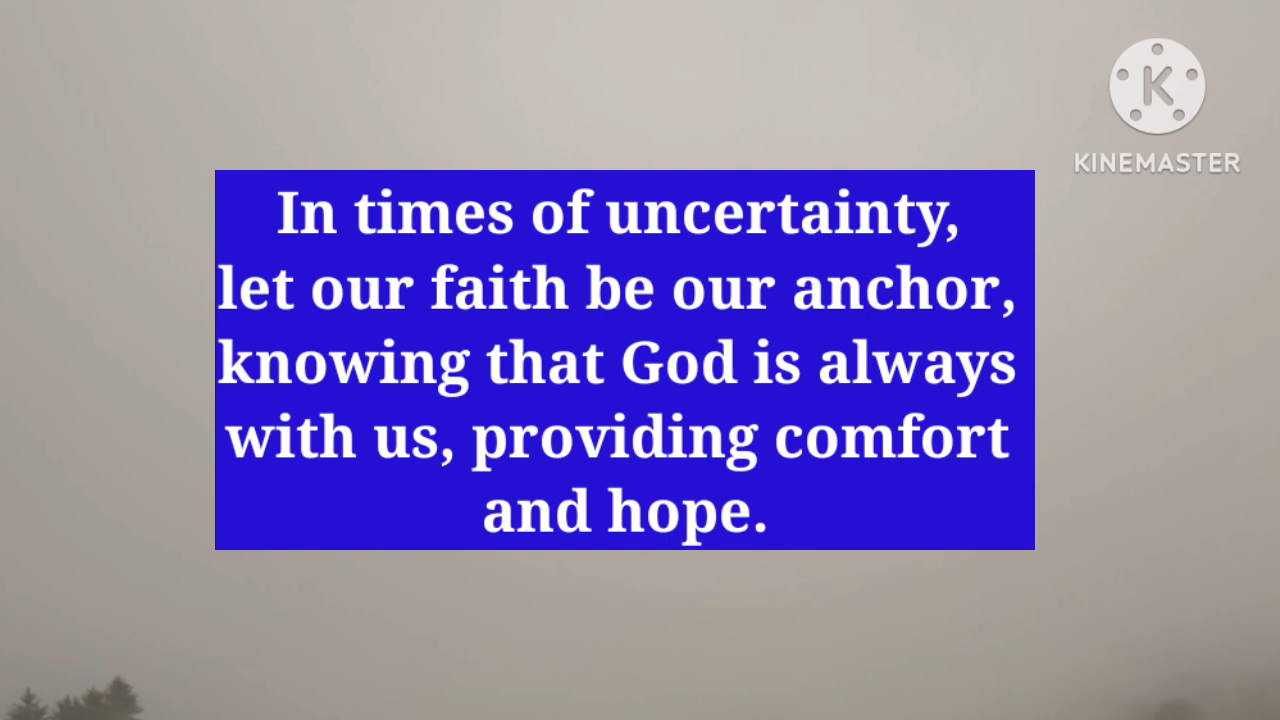 K
KINEMASTER
In times of uncertainty,
let our faith be our anchor,
knowing that God is always
with us, providing comfort
and hope.